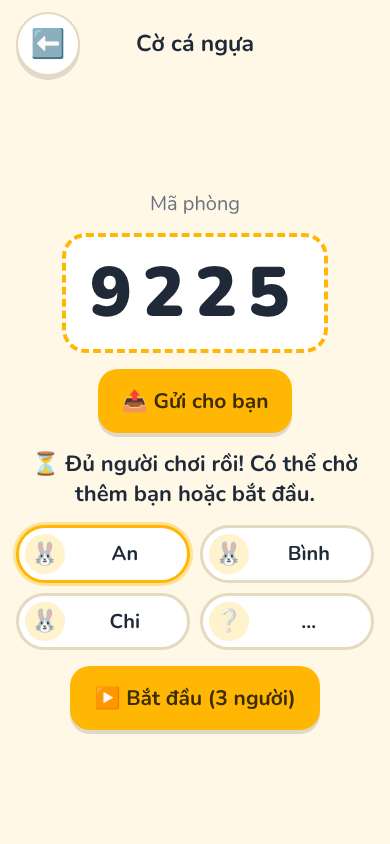 Cờ cá ngựa
Mã phòng
9225
Gửi cho bạn
Đủ người chơi rồi! Có thể chờ
thêm bạn hoặc bắt đầu.
An
Bình
Chi
...
Bắt đầu (3 người)